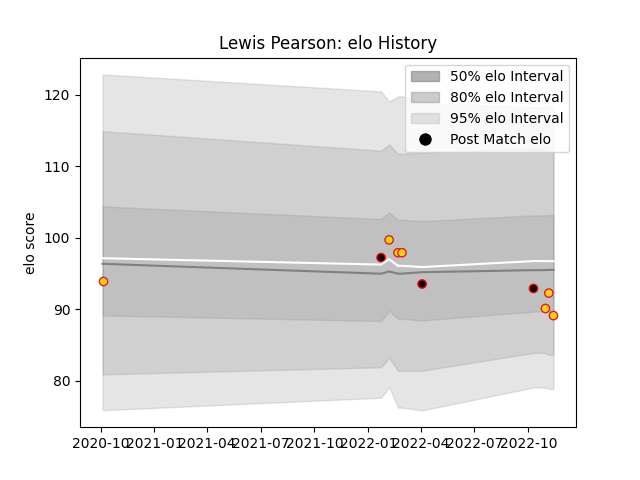 Lewis Pearson: elo History
50% elo Interval
80% elo Interval
95% elo Interval
Post Match elo
elo score
120
110
100
90
80
2020-10 2021-01 2021-04 2021-07 2021-10 2022-01 2022-04 2022-07 2022-10